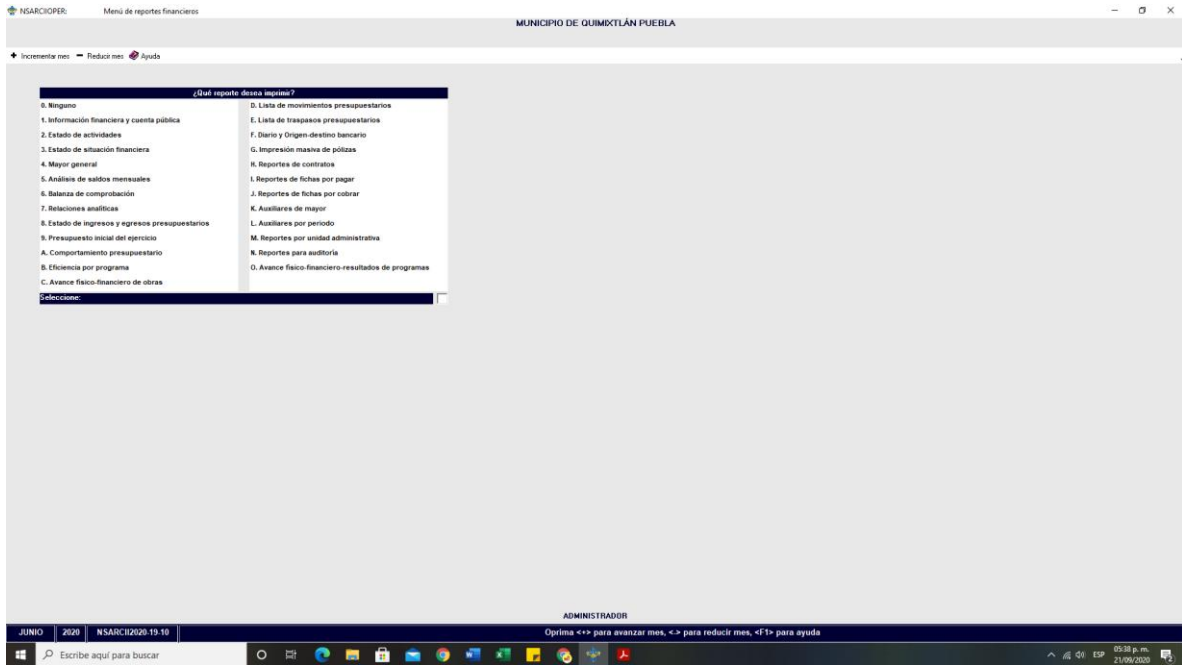 NSARCIIOPER: Menú de reportes financieros
MUNICIPIO DE QUIMIXTLÁN PUEBLA
Incrementar mes Reducir mes Ayuda
¿Qué reporte desea imprimir?
0. Ninguno
1. Información financiera y cuenta pública
2. Estado de actividades
3. Estado de situación financiera
4. Mayor general
5. Análisis de saldos mensuales
6. Balanza de comprobación
7. Relaciones analíticas
8. Estado de ingresos y egresos presupuestarios
9. Presupuesto inicial del ejercicio
A. Comportamiento presupuestario
B. Eficiencia por programa
C. Avance físico-financiero de obras
D. Lista de movimientos presupuestarios
E. Lista de traspasos presupuestarios
F. Diario y Origen-destino bancario
G. Impresión masiva de pólizas
H. Reportes de contratos
I. Reportes de fichas por pagar
J. Reportes de fichas por cobrar
K. Auxiliares de mayor
L. Auxiliares por periodo
M. Reportes por unidad administrativa
N. Reportes para auditoría
O. Avance físico-financiero-resultados de programas
Seleccione:
ADMINISTRADOR
JUNIO 2020 NSARCII2020-19-10 Oprima <+> para avanzar mes, <-> para reducir mes, <F1> para ayuda
Escribe aquí para buscar
ESP
05:38 p. m.
21/09/2020